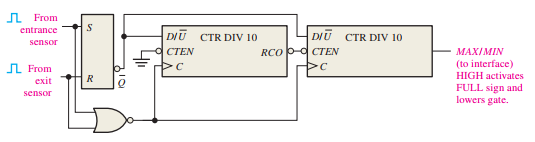 From
entrance
sensor
S
From
exit
sensor
R
Q̅
D/U̅ CTR DIV 10
CTEN
RCO
C
D/U̅ CTR DIV 10
CTEN
C
MAX/MIN
(to interface)
HIGH activates
FULL sign and
lowers gate.